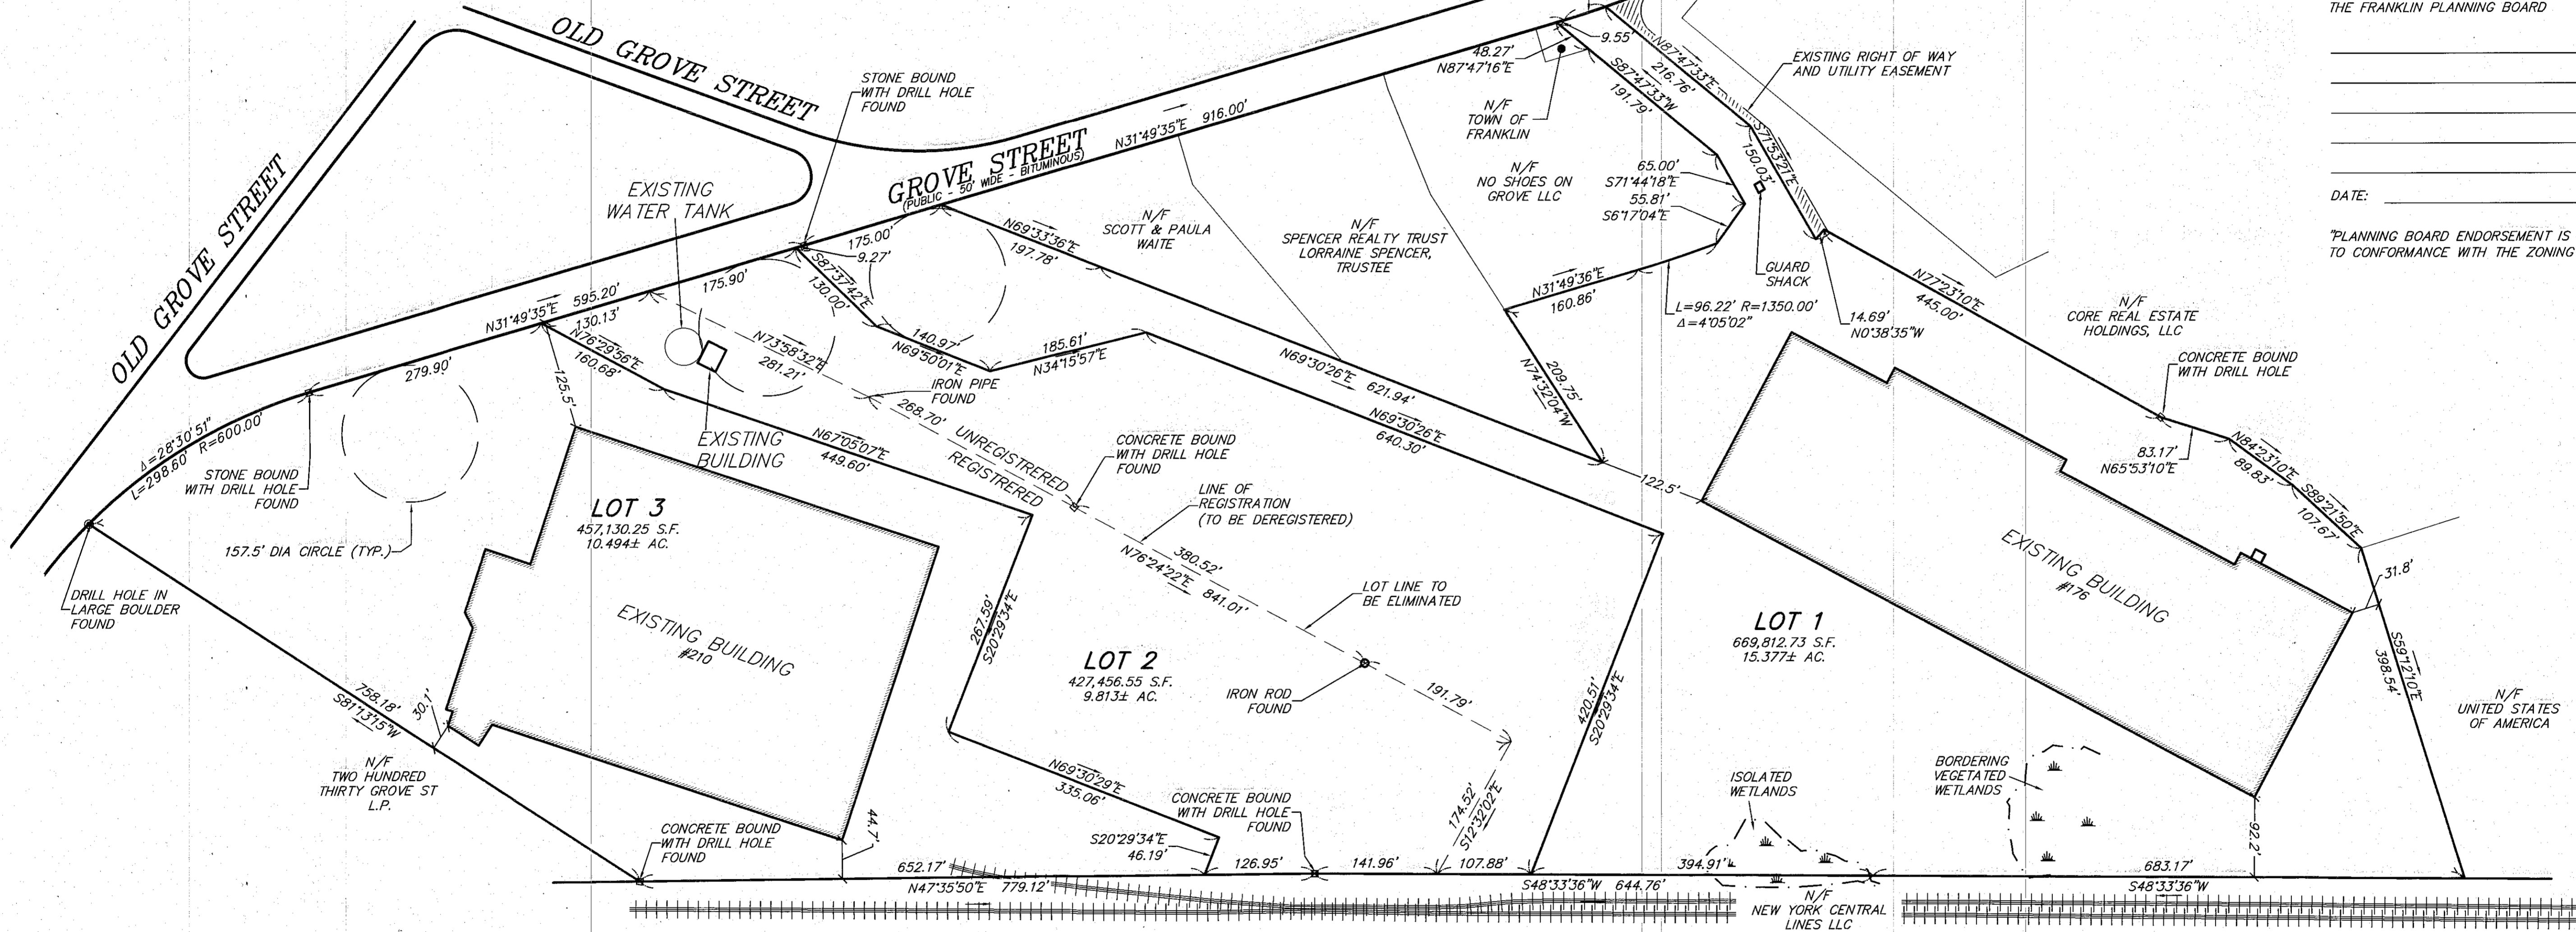 THE FRANKLIN PLANNING BOARD
DATE:
"PLANNING BOARD ENDORSEMENT IS
TO CONFORMANCE WITH THE ZONING
OLD GROVE STREET
OLD GROVE STREET
GROVE STREET
(PUBLIC - 50' WIDE - BITUMINOUS)
N31°49'35"E 916.00'
STONE BOUND
WITH DRILL HOLE
FOUND
EXISTING
WATER TANK
175.00'
9.27'
S87°37'42"E
130.00'
175.90'
N31°49'35"E 595.20'
130.13'
279.90'
N76°29'56"E
160.68'
125.5'
N73°58'32"E
281.21'
140.97'
N69°50'01"E
185.61'
N34°15'57"E
IRON PIPE
FOUND
268.70'
UNREGISTRERED
REGISTRERED
EXISTING
BUILDING
N67°05'07"E
449.60'
Δ=28°30'51"
L=298.60' R=600.00'
STONE BOUND
WITH DRILL HOLE
FOUND
157.5' DIA CIRCLE (TYP.)
DRILL HOLE IN
LARGE BOULDER
FOUND
LOT 3
457,130.25 S.F.
10.494± AC.
EXISTING BUILDING
#210
758.18'
S81°13'15"W
30.1'
N/F
TWO HUNDRED
THIRTY GROVE ST
L.P.
CONCRETE BOUND
WITH DRILL HOLE
FOUND
44.7'
652.17'
N47°35'50"E 779.12'
267.59'
S20°29'34"E
N69°30'29"E
335.06'
S20°29'34"E
46.19'
126.95'
141.96'
107.88'
CONCRETE BOUND
WITH DRILL HOLE
FOUND
LOT 2
427,456.55 S.F.
9.813± AC.
CONCRETE BOUND
WITH DRILL HOLE
FOUND
LINE OF
REGISTRATION
(TO BE DEREGISTERED)
380.52'
N76°24'22"E 841.01'
LOT LINE TO
BE ELIMINATED
IRON ROD
FOUND
191.79'
174.52'
S12°32'02"E
420.51'
S20°29'34"E
N69°33'36"E
197.78'
N/F
SCOTT & PAULA
WAITE
N/F
SPENCER REALTY TRUST
LORRAINE SPENCER,
TRUSTEE
N69°30'26"E 621.94'
N69°30'26"E
640.30'
209.75'
N74°32'04"W
122.5'
48.27'
N87°47'16"E
9.55'
N/F
TOWN OF
FRANKLIN
S87°47'33"W
191.79'
N87°47'33"E
216.76'
N/F
NO SHOES ON
GROVE LLC
65.00'
S71°44'18"E
55.81'
S6°17'04"E
N31°49'36"E
160.86'
L=96.22' R=1350.00'
Δ=4°05'02"
EXISTING RIGHT OF WAY
AND UTILITY EASEMENT
S71°53'21"E
150.03'
GUARD
SHACK
14.69'
N0°38'35"W
N77°23'10"E
445.00'
N/F
CORE REAL ESTATE
HOLDINGS, LLC
CONCRETE BOUND
WITH DRILL HOLE
83.17'
N65°53'10"E
N84°23'10"E
89.83'
S89°21'50"E
107.67'
31.8'
S59°12'10"E
398.54'
N/F
UNITED STATES
OF AMERICA
EXISTING BUILDING
#176
LOT 1
669,812.73 S.F.
15.377± AC.
ISOLATED
WETLANDS
BORDERING
VEGETATED
WETLANDS
92.2'
394.91'
683.17'
S48°33'36"W 644.76'
S48°33'36"W
N/F
NEW YORK CENTRAL
LINES LLC